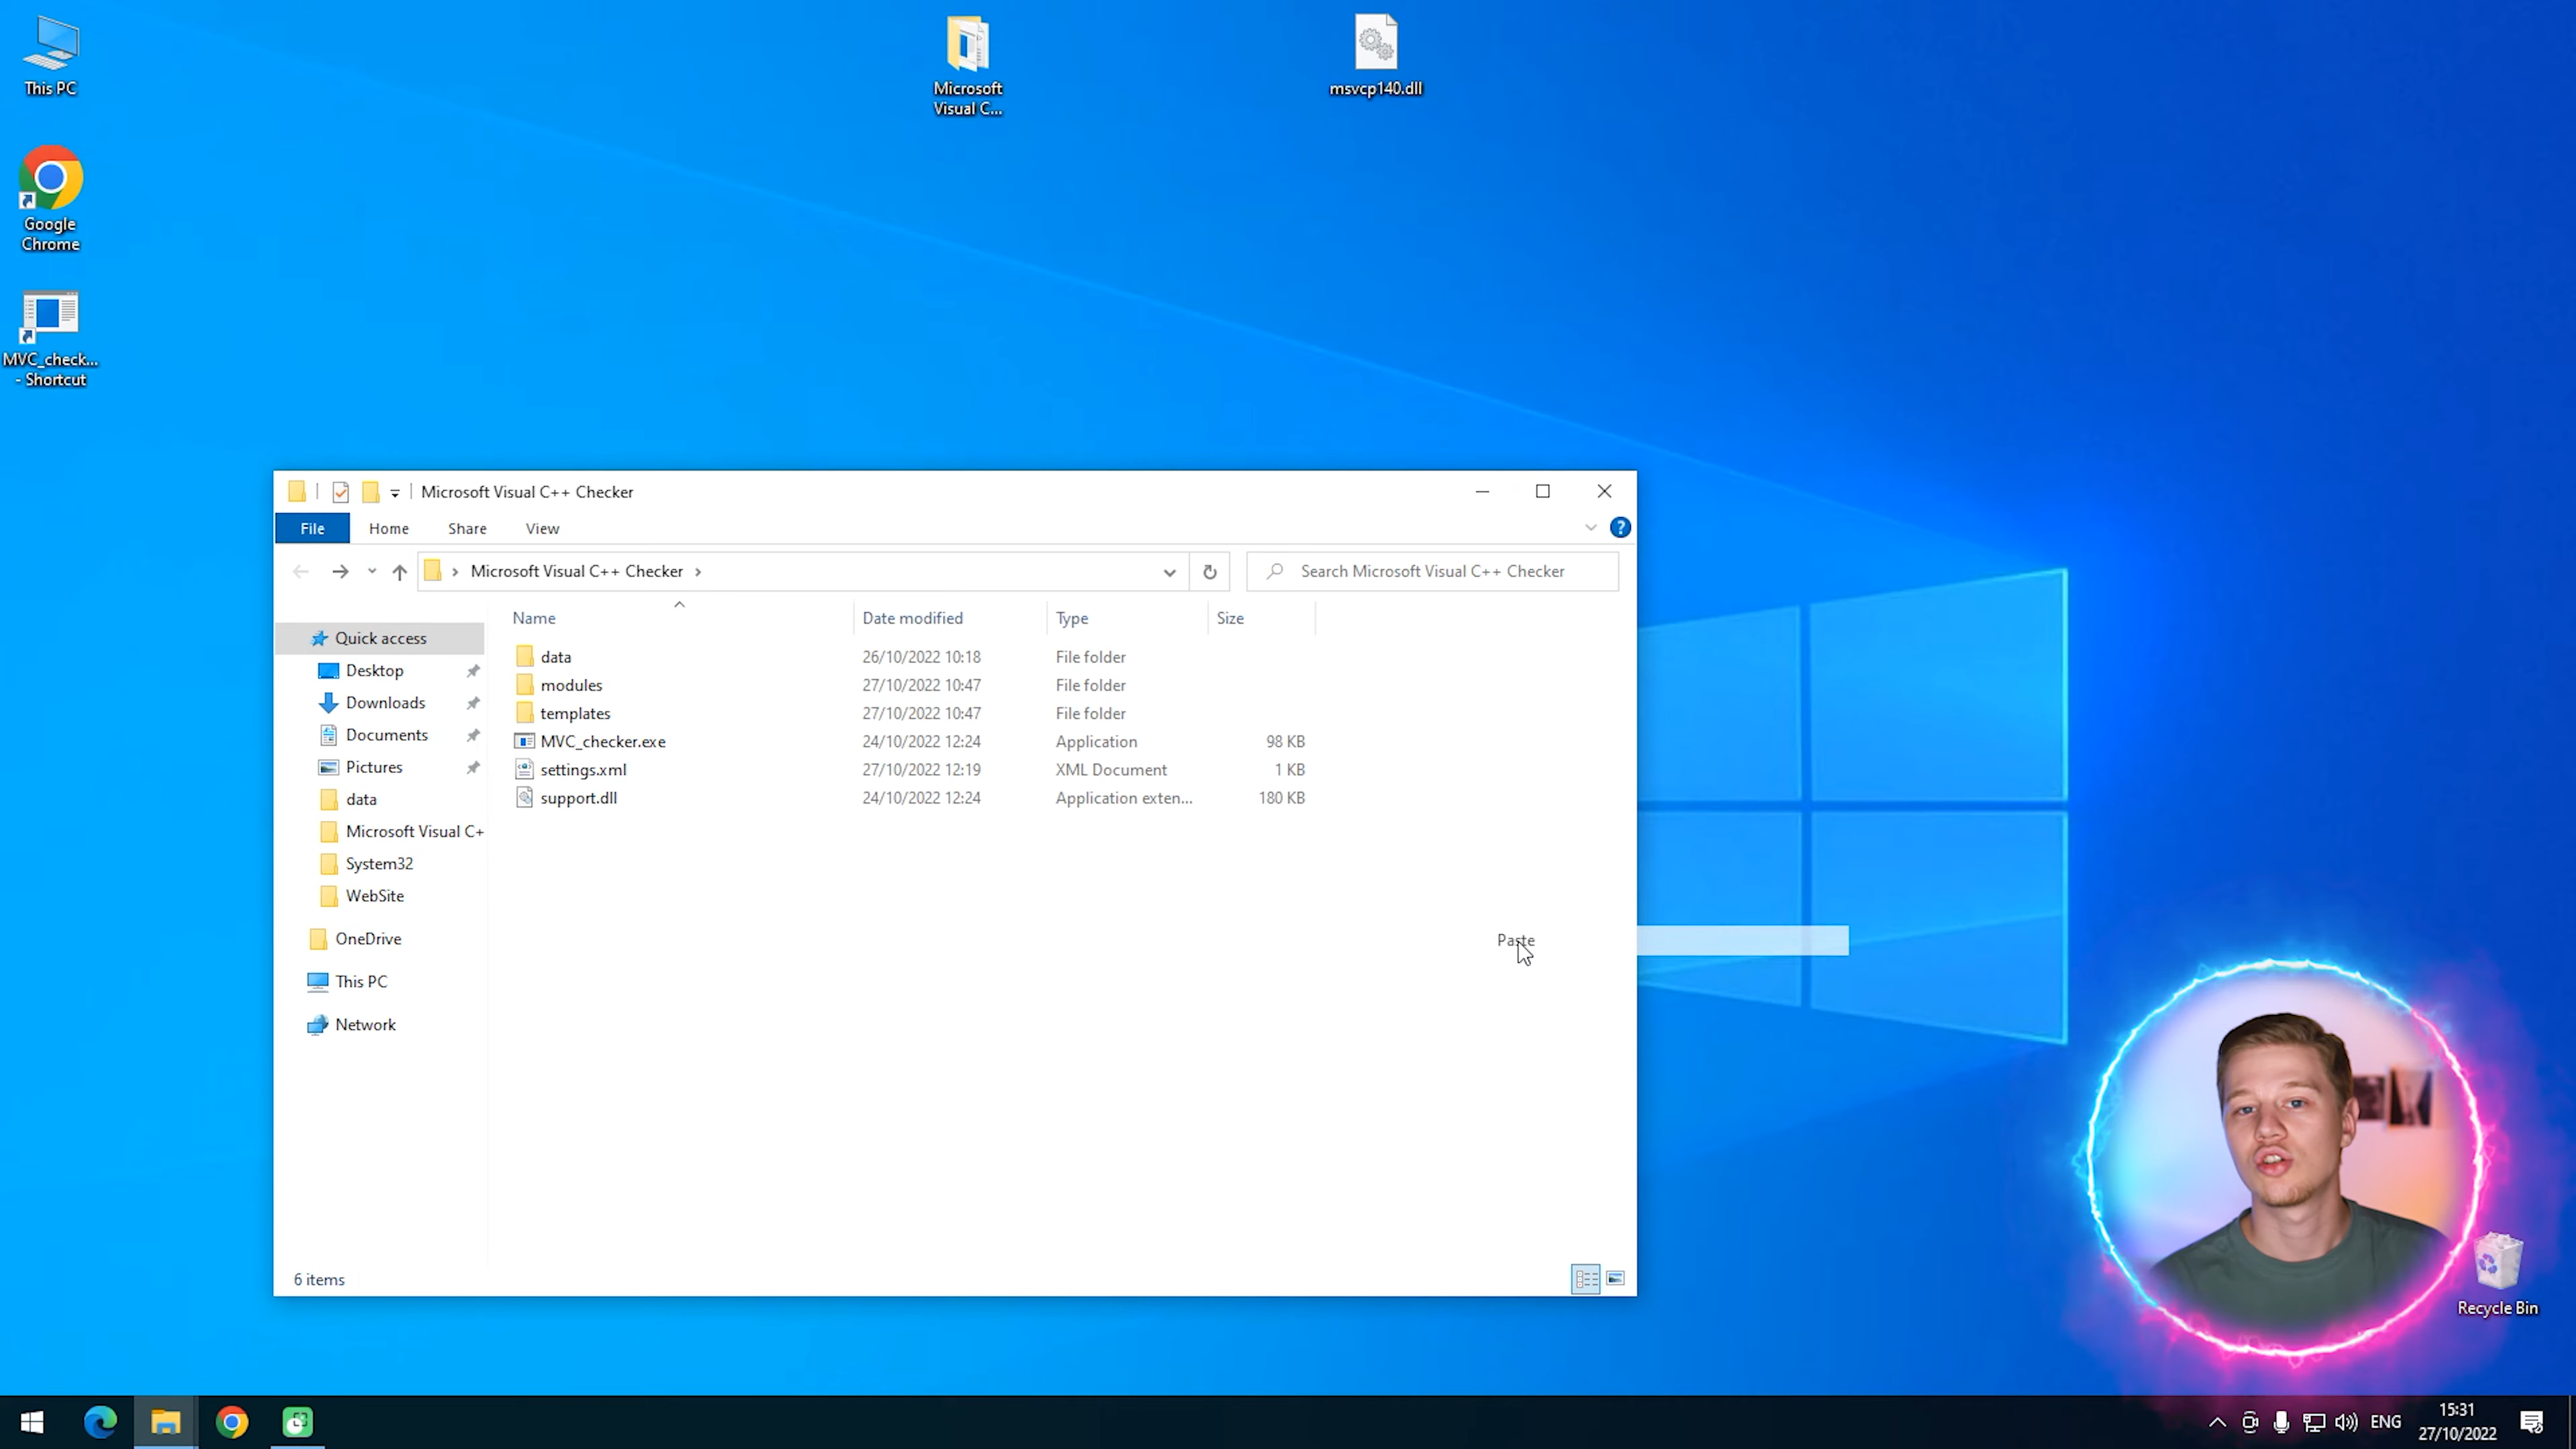 This PC
Microsoft
Visual C...
msvcp140.dll
Google
Chrome
MVC_check...
- Shortcut
Microsoft Visual C++ Checker
File
Home
Share
View
Microsoft Visual C++ Checker
Search Microsoft Visual C++ Checker
Name
Date modified
Type
Size
Quick access
Desktop
Downloads
Documents
Pictures
data
Microsoft Visual C+
System32
WebSite
OneDrive
This PC
Network
data 26/10/2022 10:18 File folder
modules 27/10/2022 10:47 File folder
templates 27/10/2022 10:47 File folder
MVC_checker.exe 24/10/2022 12:24 Application 98 KB
settings.xml 27/10/2022 12:19 XML Document 1 KB
support.dll 24/10/2022 12:24 Application exten... 180 KB
Paste
6 items
Recycle Bin
ENG
15:31
27/10/2022